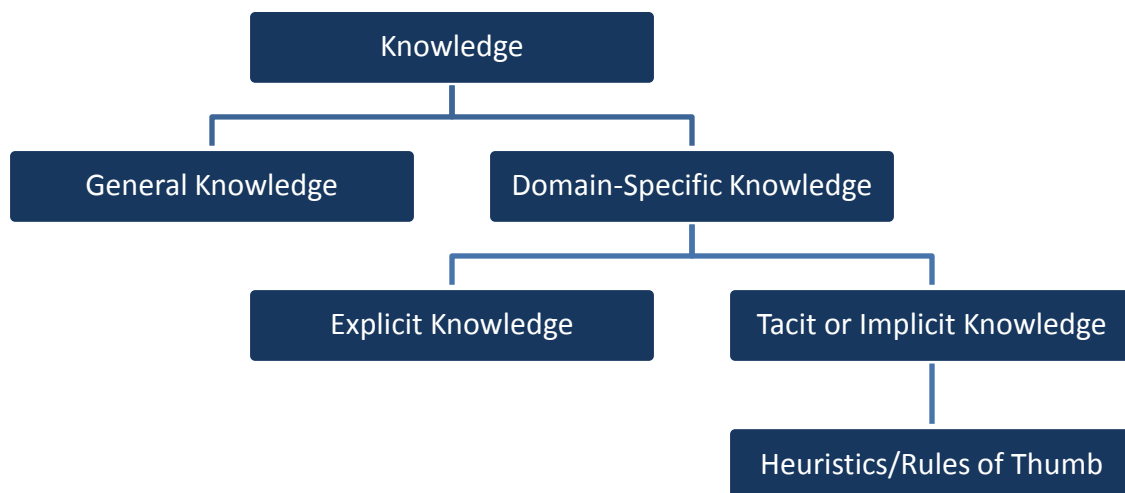 Knowledge
General Knowledge
Domain-Specific Knowledge
Explicit Knowledge
Tacit or Implicit Knowledge
Heuristics/Rules of Thumb